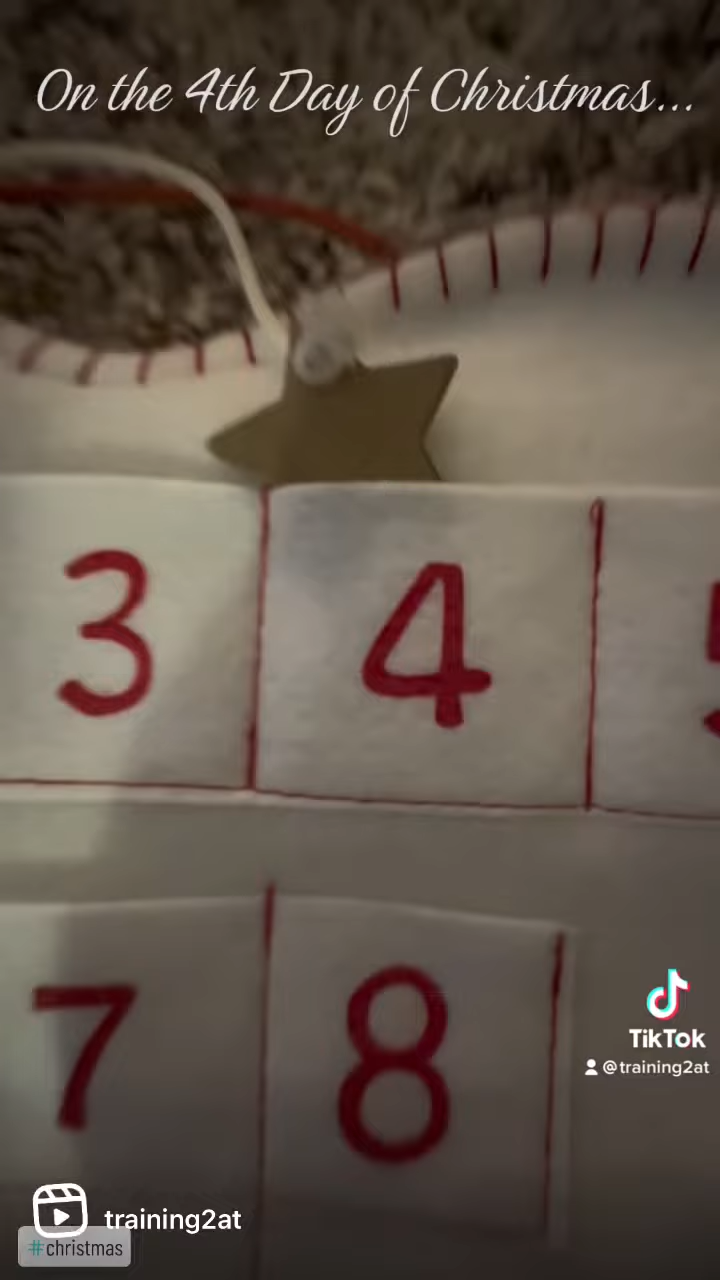 On the 4th Day of Christmas...
3 4
7 8
TikTok
@training2at
training2at
#christmas